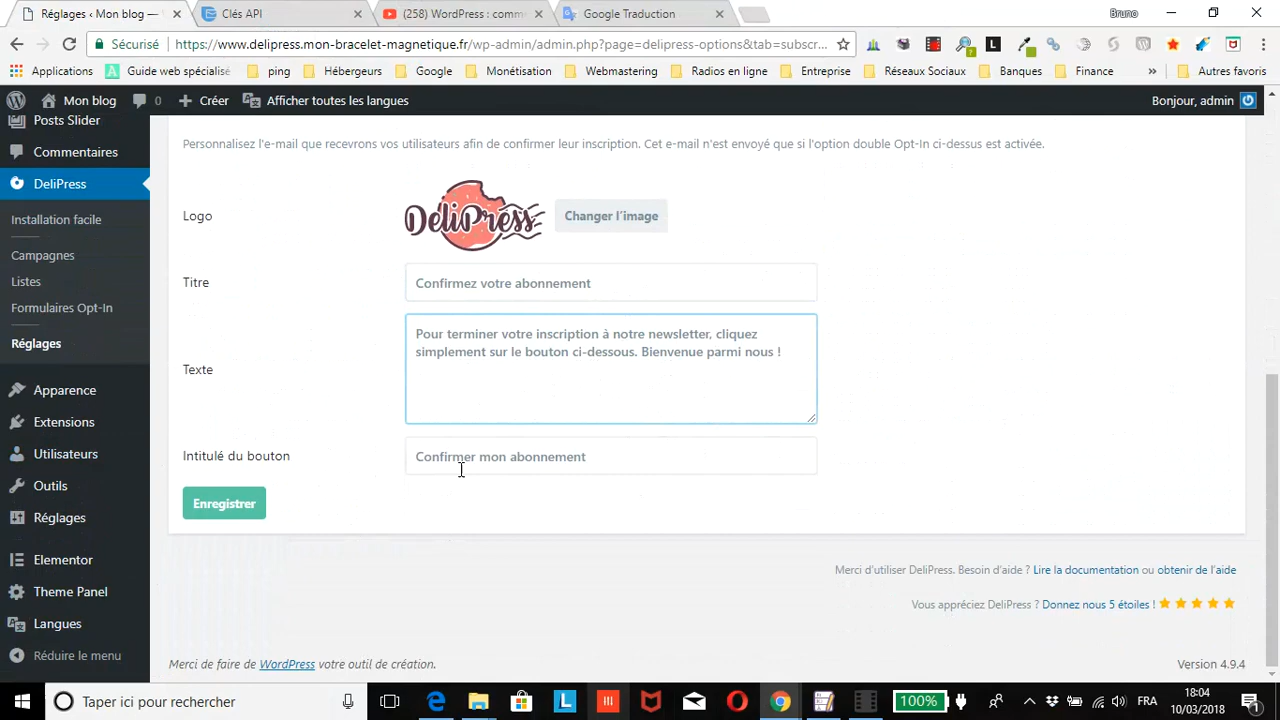 Réglages ‹ Mon blog —
Clés API
(258) WordPress : comm
Google Traduction
Bruno
Sécurisé
https://www.delipress.mon-bracelet-magnetique.fr/wp-admin/admin.php?page=delipress-options&tab=subscr...
Applications
Guide web spécialisé
ping
Hébergeurs
Google
Monétisation
Webmastering
Radios en ligne
Entreprise
Réseaux Sociaux
Banques
Finance
»
Autres favoris
Mon blog
0
Créer
Afficher toutes les langues
Bonjour, admin
Posts Slider
Commentaires
DeliPress
Installation facile
Campagnes
Listes
Formulaires Opt-In
Réglages
Apparence
Extensions
Utilisateurs
Outils
Réglages
Elementor
Theme Panel
Langues
Réduire le menu
Personnalisez l'e-mail que recevrons vos utilisateurs afin de confirmer leur inscription. Cet e-mail n'est envoyé que si l'option double Opt-In ci-dessus est activée.
Logo
DeliPress
Changer l'image
Titre
Confirmez votre abonnement
Texte
Pour terminer votre inscription à notre newsletter, cliquez
simplement sur le bouton ci-dessous. Bienvenue parmi nous !
Intitulé du bouton
Confirmer mon abonnement
Enregistrer
Merci d'utiliser DeliPress. Besoin d'aide ? Lire la documentation ou obtenir de l'aide
Vous appréciez DeliPress ? Donnez nous 5 étoiles !
Merci de faire de WordPress votre outil de création.
Version 4.9.4
Taper ici pour rechercher
100%
FRA
18:04
10/03/2018